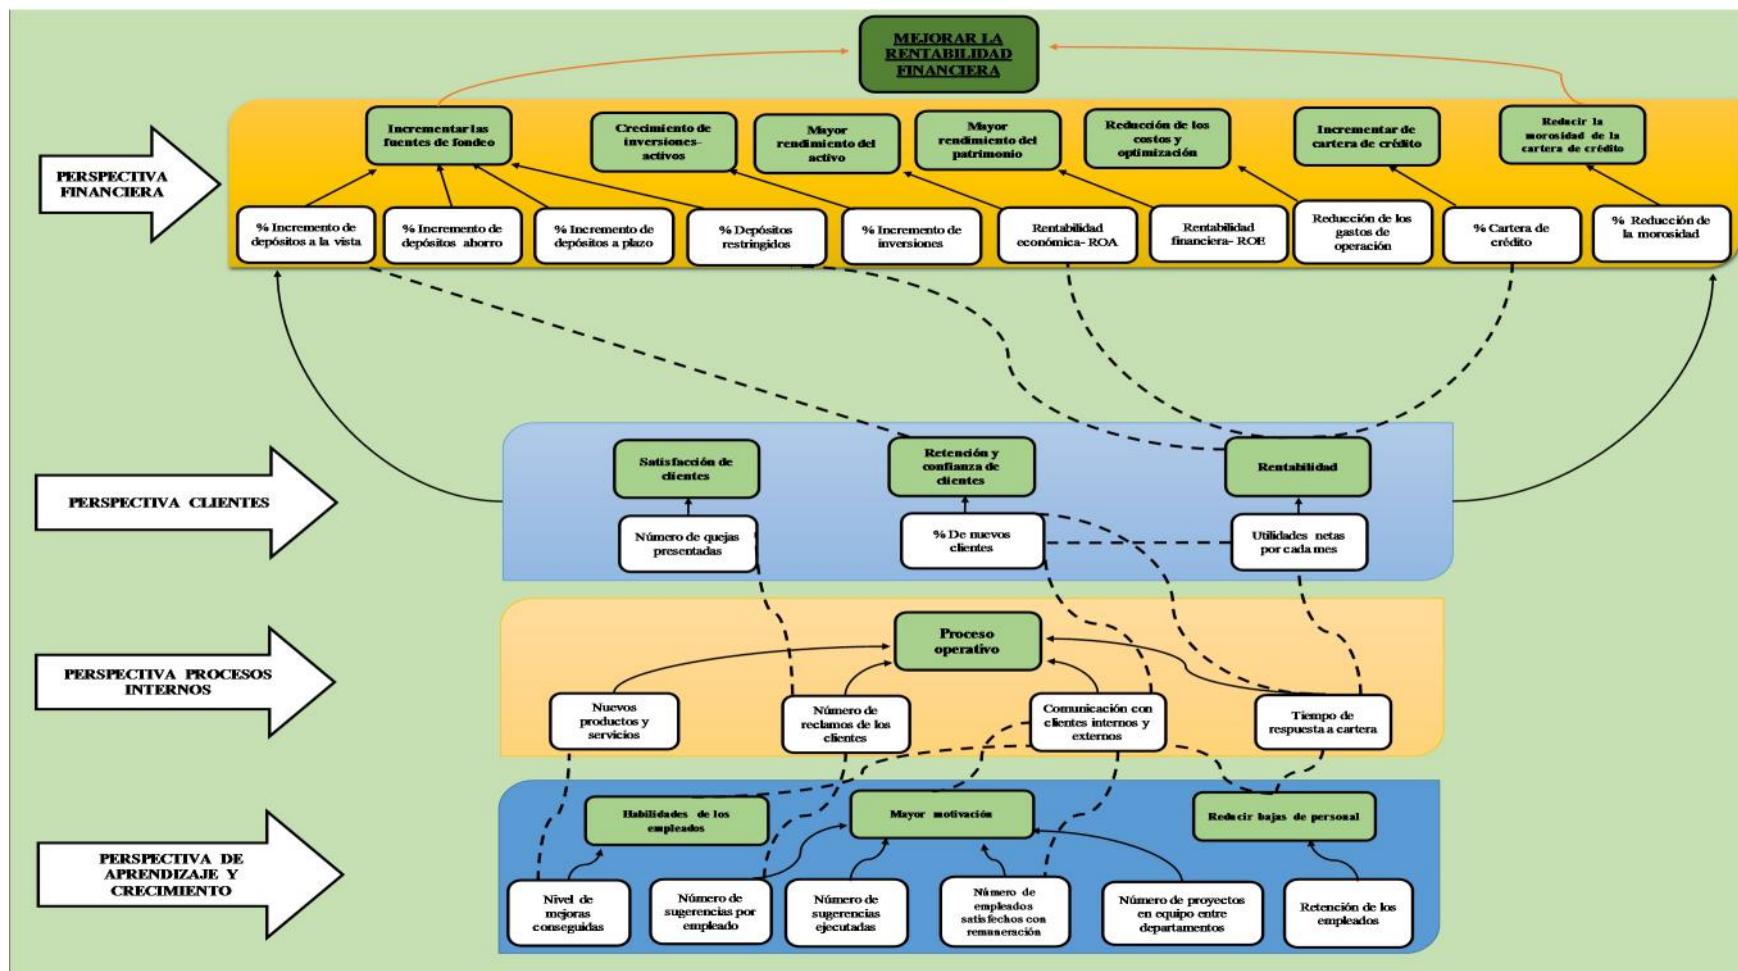 MEJORAR LA
RENTABILIDAD
FINANCIERA
PERSPECTIVA
FINANCIERA
Incrementar las
fuentes de fondeo
Crecimiento de
inversiones-
activos
Mayor
rendimiento del
activo
Mayor
rendimiento del
patrimonio
Reducción de los
costos y
optimización
Incrementar de
cartera de crédito
Reducir la
morosidad de la
cartera de crédito
% Incremento de
depósitos a la vista
% Incremento de
depósitos ahorro
% Incremento de
depósitos a plazo
% Depósitos
restringidos
% Incremento de
inversiones
Rentabilidad
económica- ROA
Rentabilidad
financiera- ROE
Reducción de los
gastos de
operación
% Cartera de
crédito
% Reducción de
la morosidad
PERSPECTIVA CLIENTES
Satisfacción de
clientes
Retención y
confianza de
clientes
Rentabilidad
Número de quejas
presentadas
% De nuevos
clientes
Utilidades netas
por cada mes
PERSPECTIVA PROCESOS
INTERNOS
Proceso
operativo
Nuevos
productos y
servicios
Número de
reclamos de los
clientes
Comunicación con
clientes internos y
externos
Tiempo de
respuesta a cartera
PERSPECTIVA DE
APRENDIZAJE Y
CRECIMIENTO
Habilidades de los
empleados
Mayor motivación
Reducir bajas de personal
Nivel de
mejoras
conseguidas
Número de
sugerencias por
empleado
Número de
sugerencias
ejecutadas
Número de
empleados
satisfechos con
remuneración
Número de proyectos
en equipo entre
departamentos
Retención de los
empleados